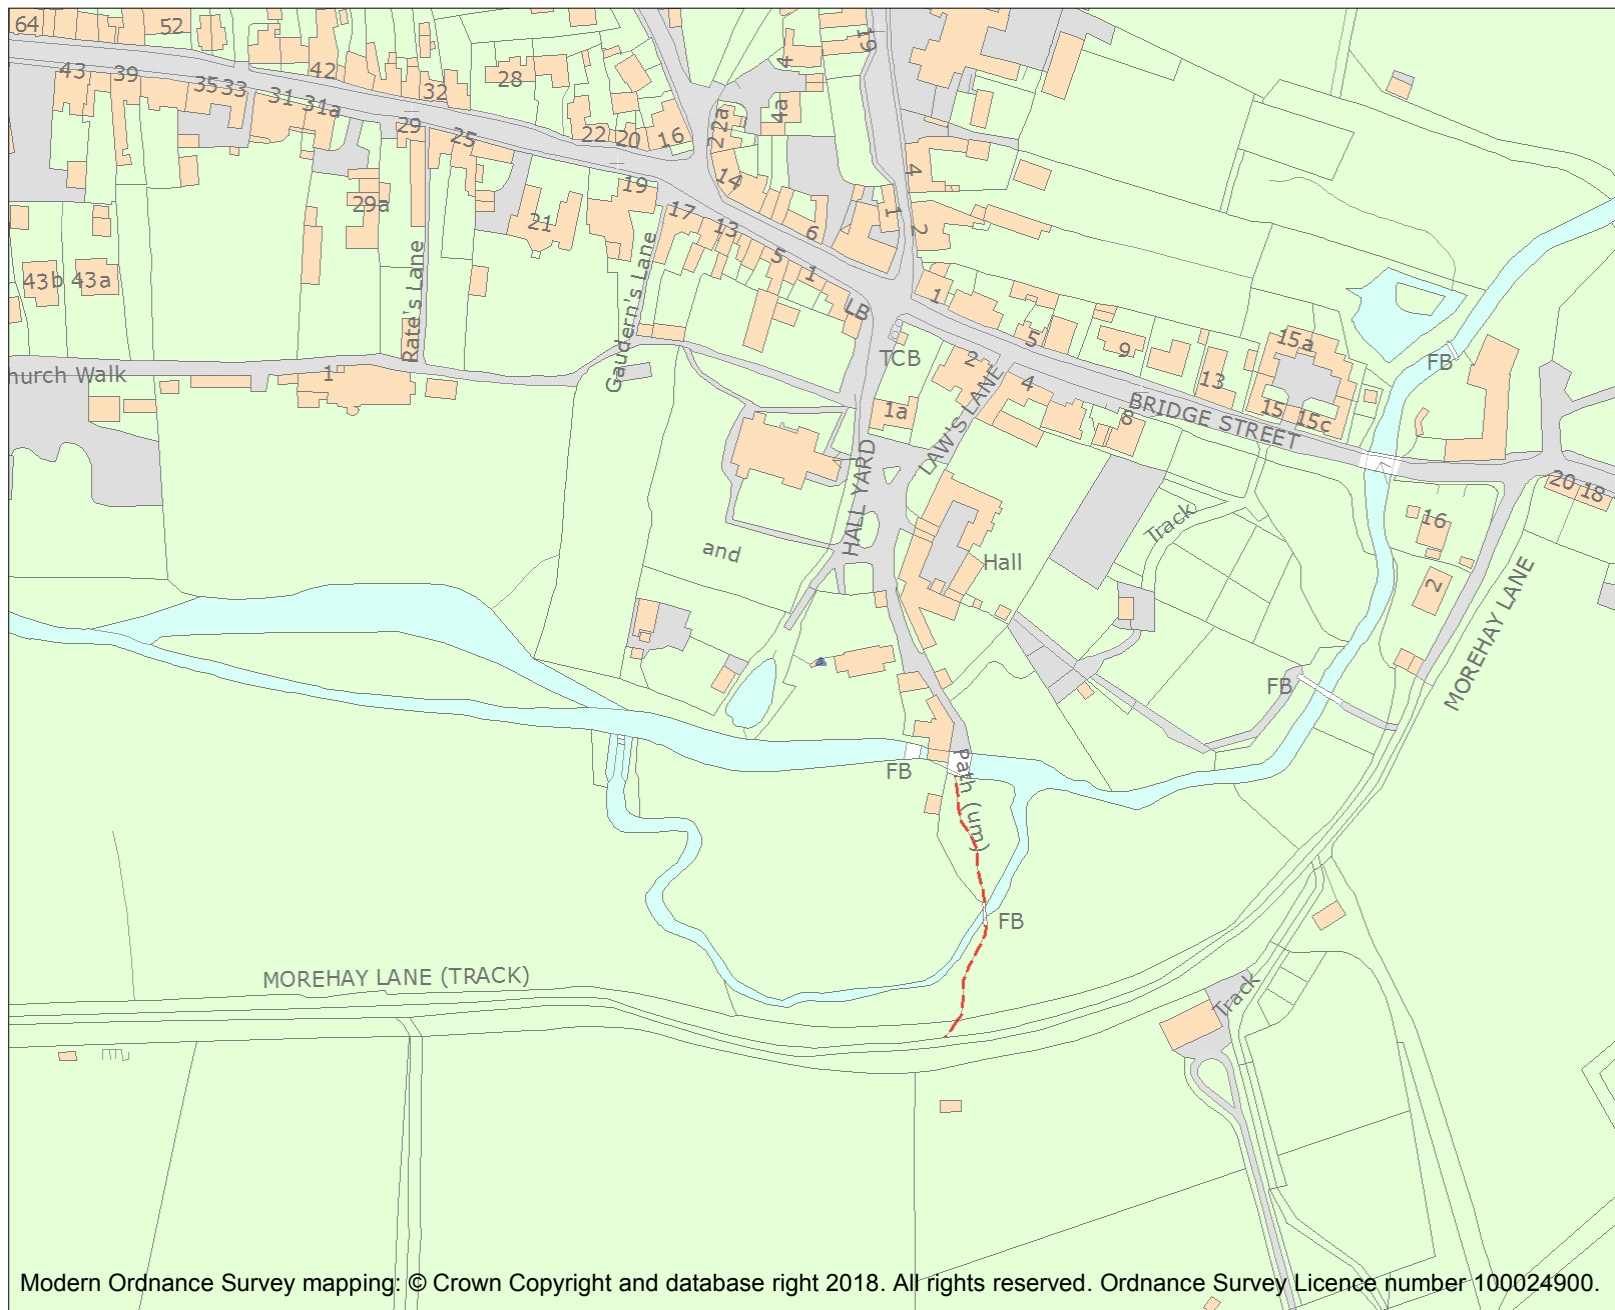 64
52
19
4
43
39
35
33
42
31
31a
32
28
29
25
22
20
16
2
2a
4a
4
14
19
29a
21
17
13
6
1
2
5
1
43b
43a
Rate's Lane
Gaudern's Lane
LB
1
TCB
5
9
13
15a
FB
hurch Walk
1
2
4
1a
LAW'S LANE
8
BRIDGE STREET
15
15c
HALL YARD
20
18
16
Track
and
Hall
2
MOREHAY LANE
FB
FB
Path (um)
FB
MOREHAY LANE (TRACK)
Track
Modern Ordnance Survey mapping: © Crown Copyright and database right 2018. All rights reserved. Ordnance Survey Licence number 100024900.